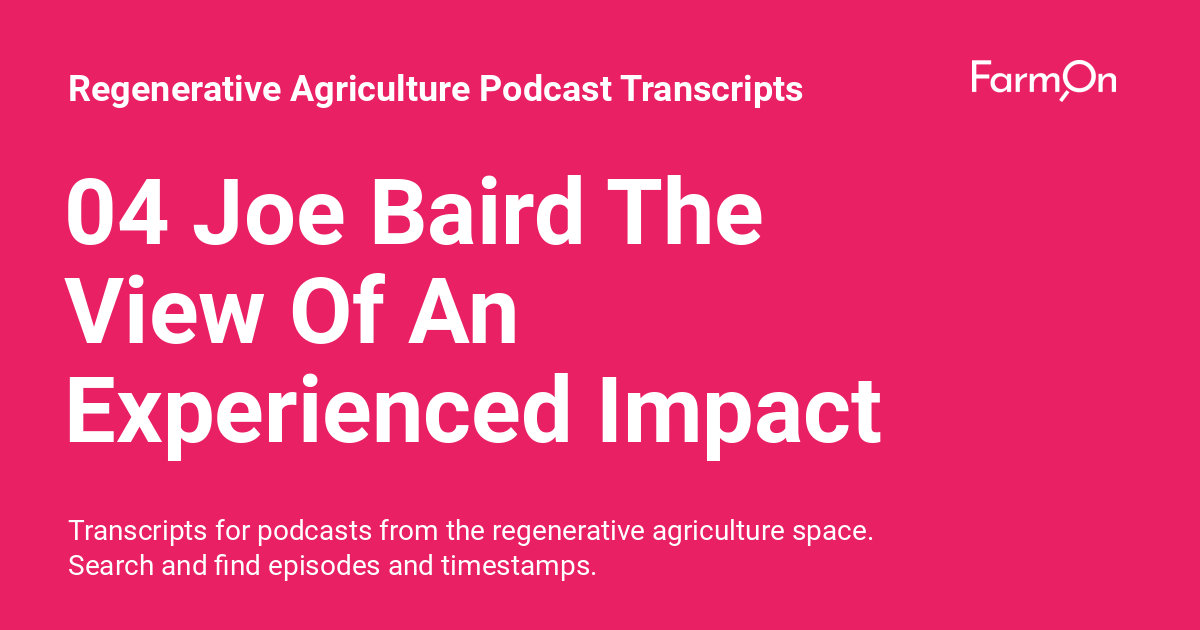 Regenerative Agriculture Podcast Transcripts
FarmOn
04 Joe Baird The
View Of An
Experienced Impact
Transcripts for podcasts from the regenerative agriculture space.
Search and find episodes and timestamps.